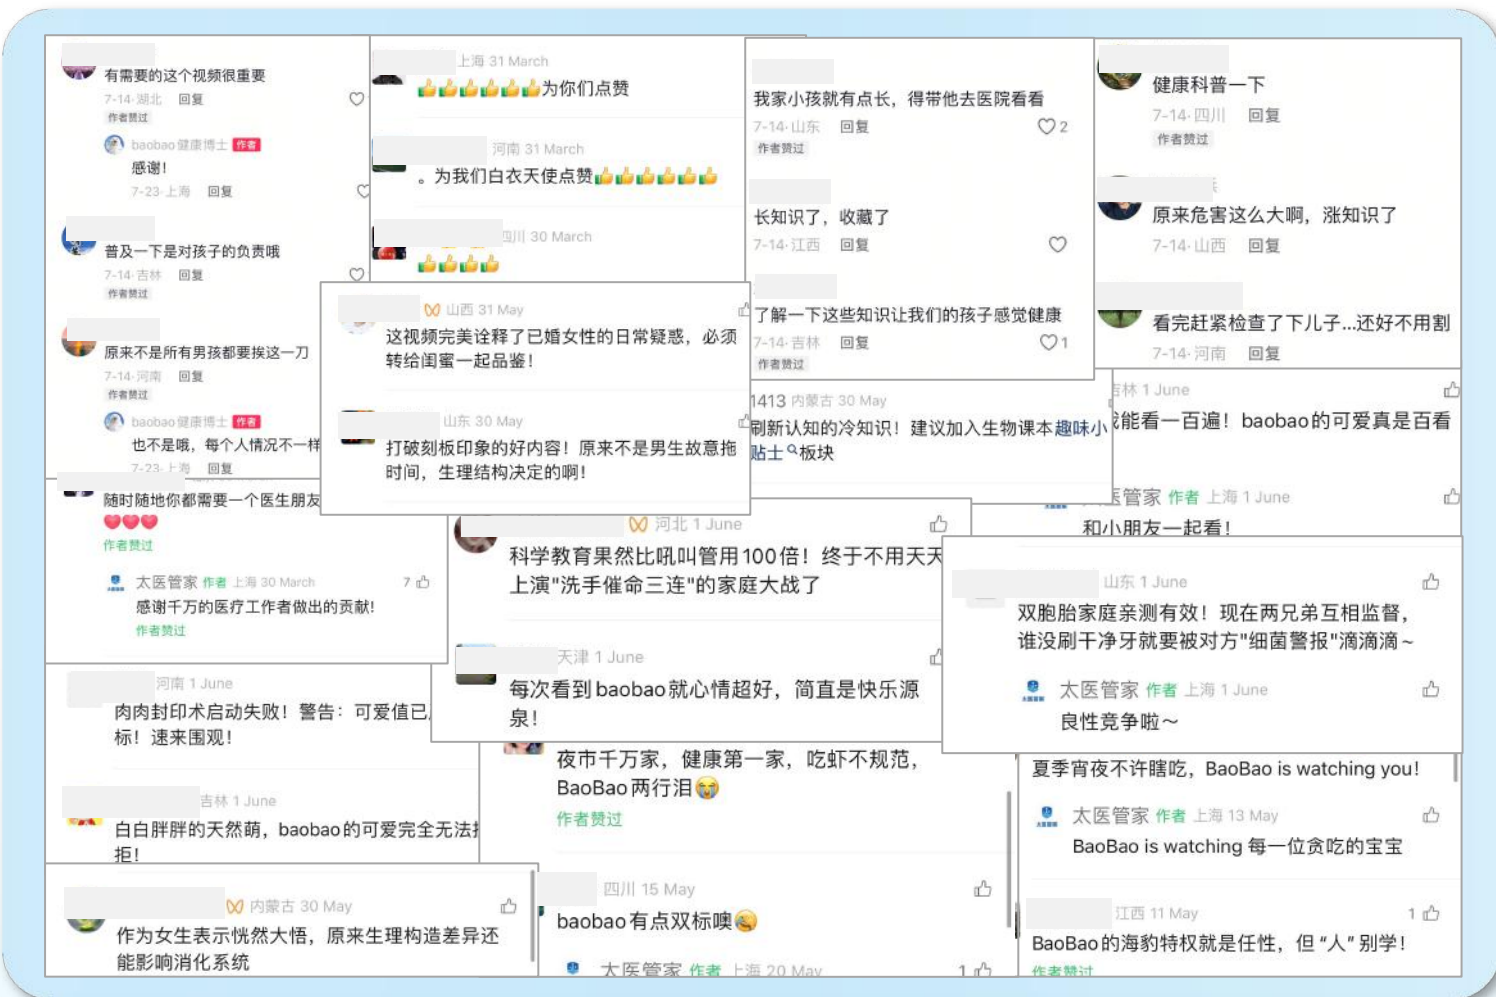 有需要的这个视频很重要
7-14·湖北 回复
作者赞过
baobao健康博士 作者
感谢!
7-23·上海 回复
普及一下是对孩子的负责哦
7-14·吉林 回复
作者赞过
原来不是所有男孩都要挨这一刀
7-14·河南 回复
作者赞过
baobao健康博士 作者
也不是哦，每个人情况不一样
7-23·上海 回复
随时随地你都需要一个医生朋友
作者赞过
太医管家 作者 上海 30 March
7
感谢千万的医疗工作者做出的贡献!
作者赞过
上海 31 March
👍👍👍👍👍👍为你们点赞
河南 31 March
。为我们白衣天使点赞👍👍👍👍👍👍
四川 30 March
👍👍👍👍
山西 31 May
这视频完美诠释了已婚女性的日常疑惑，必须
转给闺蜜一起品鉴！
山东 30 May
打破刻板印象的好内容！原来不是男生故意拖
时间，生理结构决定的啊！
我家小孩就有点长，得带他去医院看看
7-14·山东 回复
2
作者赞过
长知识了，收藏了
7-14·江西 回复
了解一下这些知识让我们的孩子感觉健康
7-14·吉林 回复
1
作者赞过
健康科普一下
7-14·四川 回复
作者赞过
原来危害这么大啊，涨知识了
7-14·山西 回复
看完赶紧检查了下儿子...还好不用割
7-14·河南 回复
1413 内蒙古 30 May
刷新认知的冷知识！建议加入生物课本趣味小
贴士板块
吉林 1 June
能看一百遍！baobao的可爱真是百看
医管家 作者 上海 1 June
和小朋友一起看！
河北 1 June
科学教育果然比吼叫管用100倍！终于不用天天
上演"洗手催命三连"的家庭大战了
天津 1 June
每次看到baobao就心情超好，简直是快乐源
泉！
山东 1 June
双胞胎家庭亲测有效！现在两兄弟互相监督，
谁没刷干净牙就要被对方"细菌警报"滴滴滴～
太医管家 作者 上海 1 June
良性竞争啦～
河南 1 June
肉肉封印术启动失败！警告：可爱值已
标！速来围观！
吉林 1 June
白白胖胖的天然萌，baobao的可爱完全无法
拒！
夜市千万家，健康第一家，吃虾不规范，
BaoBao两行泪😭
作者赞过
四川 15 May
baobao有点双标噢
太医管家 作者 上海 20 May
1
夏季宵夜不许瞎吃，BaoBao is watching you！
太医管家 作者 上海 13 May
BaoBao is watching 每一位贪吃的宝宝
江西 11 May
1
BaoBao的海豹特权就是任性，但“人”别学！
作者赞过
内蒙古 30 May
作为女生表示恍然大悟，原来生理构造差异还
能影响消化系统